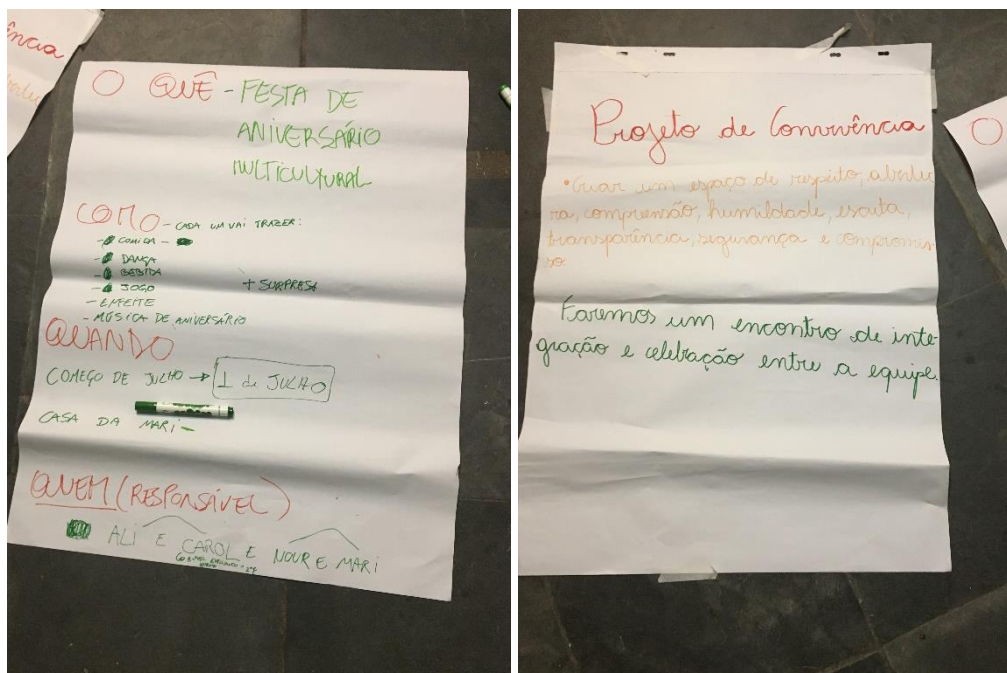 ência
O QUÊ - FESTA DE
ANIVERSÁRIO
MULTICULTURAL
COMO - CADA UM VAI TRAZER:
- COMIDA -
- DANÇA
- BEBIDA
- JOGO + SURPRESA
- ENFEITE
- MÚSICA DE ANIVERSÁRIO
QUANDO
COMEÇO DE JULHO → 1 de JULHO
CASA DA MARI -
QUEM (RESPONSÁVEL)
ALI E CAROL E NOUR E MARI
Projeto de Convivência
• Criar um espaço de respeito, abertu
ra, compreensão, humildade, escuta,
transparência, segurança e compromis
so
Faremos um encontro de inte-
gração e celebração entre a equipe.
O